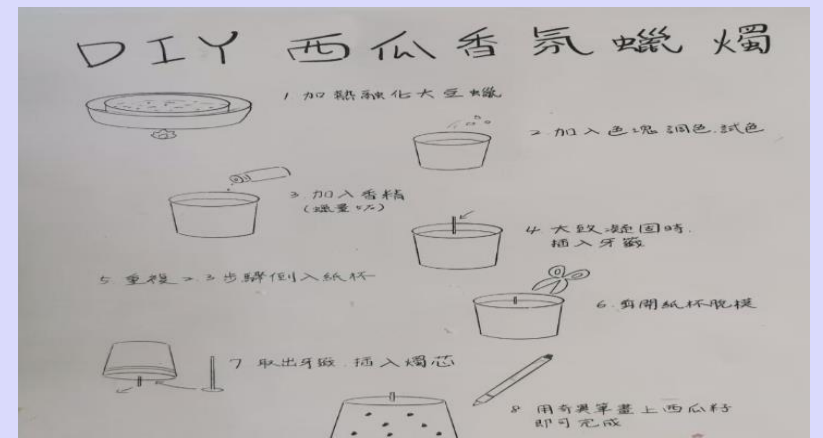 DIY 西瓜香氛蠟燭
1 加熱融化大豆蠟
2. 加入色塊調色.試色
3 加入香精
(總量5%)
4 大致凝固時.
插入牙籤
5 重複2.3步驟倒入紙杯
6. 剪開紙杯脫模
7 取出牙籤.插入燭芯
8 用奇異筆畫上西瓜籽
即可完成